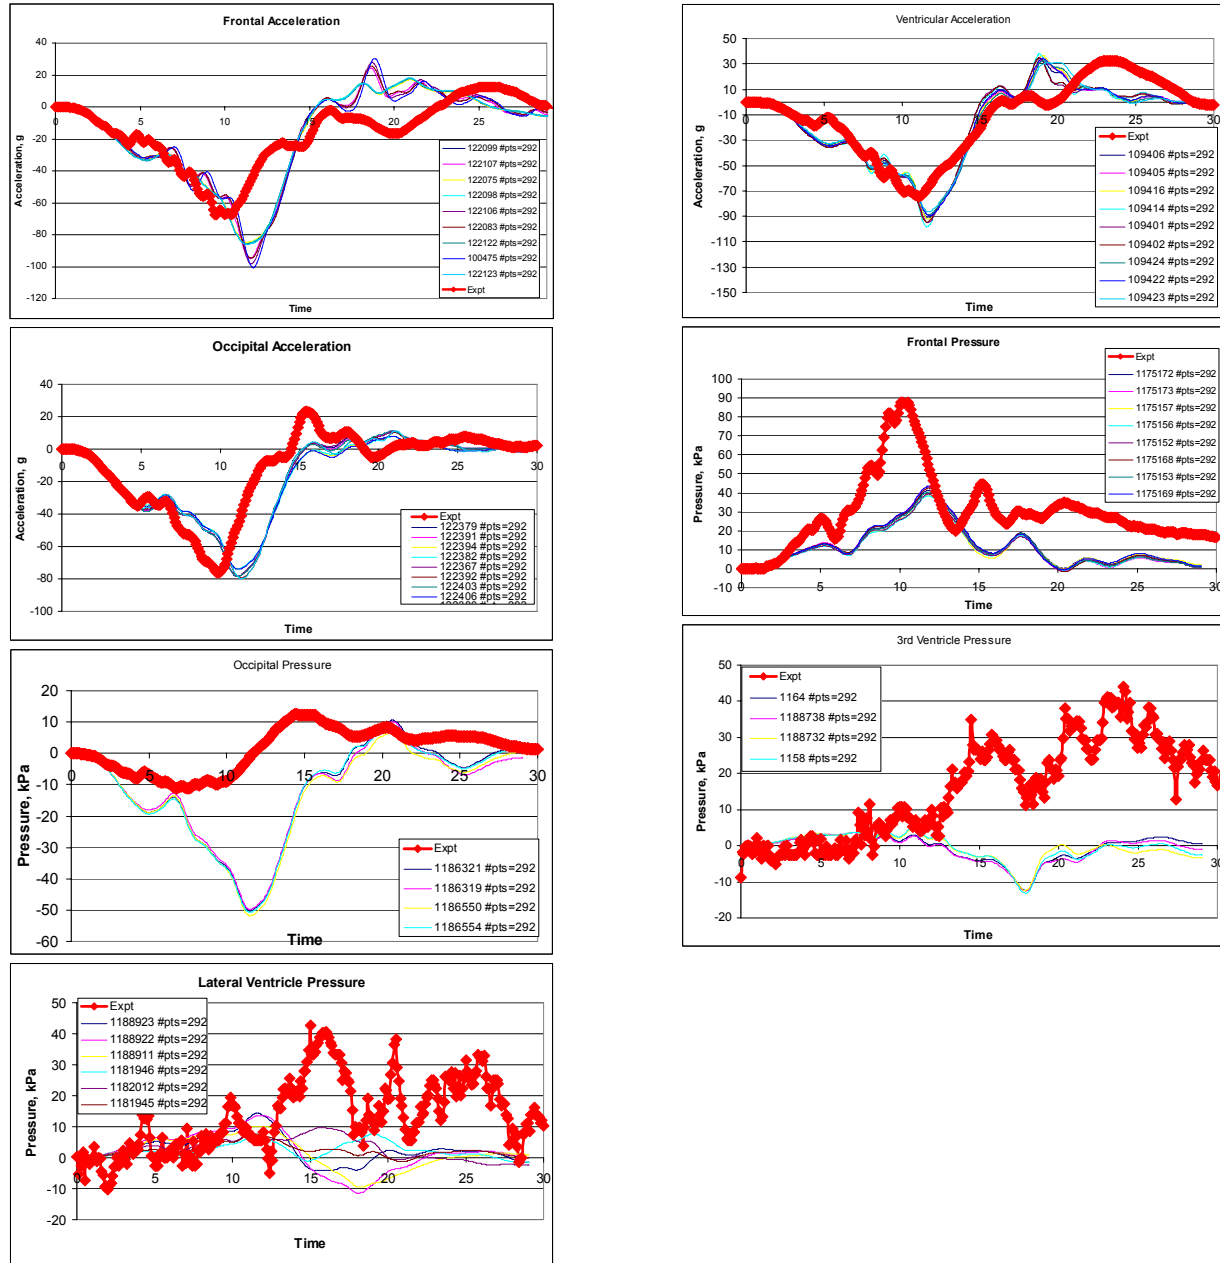 Frontal Acceleration
40
20
0
-20
-40
-60
-80
-100
-120
0 5 10 15 20 25
Acceleration, g
Time
122099 #pts=292
122107 #pts=292
122075 #pts=292
122098 #pts=292
122106 #pts=292
122083 #pts=292
122122 #pts=292
100475 #pts=292
122123 #pts=292
Expt
Ventricular Acceleration
50
30
10
-10
-30
-50
-70
-90
-110
-130
-150
0 5 10 15 20 25 30
Acceleration, g
Time
Expt
109406 #pts=292
109405 #pts=292
109416 #pts=292
109414 #pts=292
109401 #pts=292
109402 #pts=292
109424 #pts=292
109422 #pts=292
109423 #pts=292
Occipital Acceleration
40
20
0
-20
-40
-60
-80
-100
0 5 10 15 20 25 30
Acceleration, g
Time
Expt
122379 #pts=292
122391 #pts=292
122394 #pts=292
122382 #pts=292
122367 #pts=292
122392 #pts=292
122403 #pts=292
122406 #pts=292
Frontal Pressure
100
90
80
70
60
50
40
30
20
10
0
-10
0 5 10 15 20 25 30
Pressure, kPa
Time
Expt
1175172 #pts=292
1175173 #pts=292
1175157 #pts=292
1175156 #pts=292
1175152 #pts=292
1175168 #pts=292
1175153 #pts=292
1175169 #pts=292
Occipital Pressure
20
10
0
-10
-20
-30
-40
-50
-60
0 5 10 15 20 25 30
Pressure, kPa
Time
Expt
1186321 #pts=292
1186319 #pts=292
1186550 #pts=292
1186554 #pts=292
3rd Ventricle Pressure
50
40
30
20
10
0
-10
-20
0 5 10 15 20 25 30
Pressure, kPa
Time
Expt
1164 #pts=292
1188738 #pts=292
1188732 #pts=292
1158 #pts=292
Lateral Ventricle Pressure
50
40
30
20
10
0
-10
-20
0 5 10 15 20 25 30
Pressure, kPa
Time
Expt
1188923 #pts=292
1188922 #pts=292
1188911 #pts=292
1181946 #pts=292
1182012 #pts=292
1181945 #pts=292